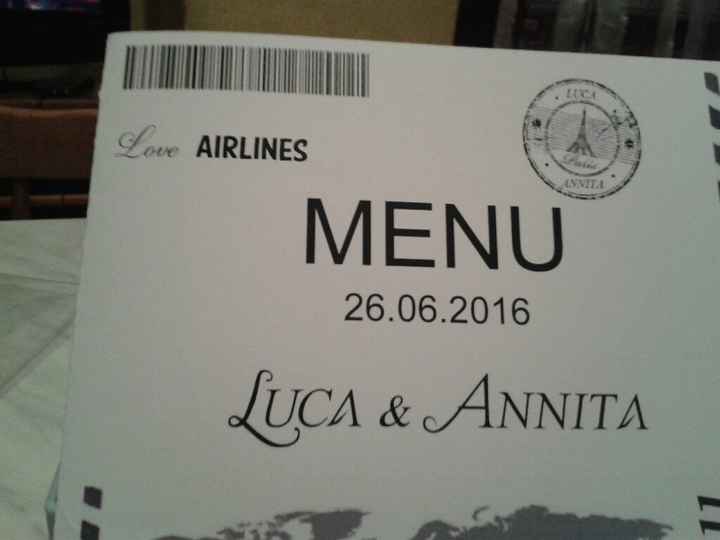 Love AIRLINES
LUCA
Paris
ANNITA
MENU
26.06.2016
LUCA & ANNITA